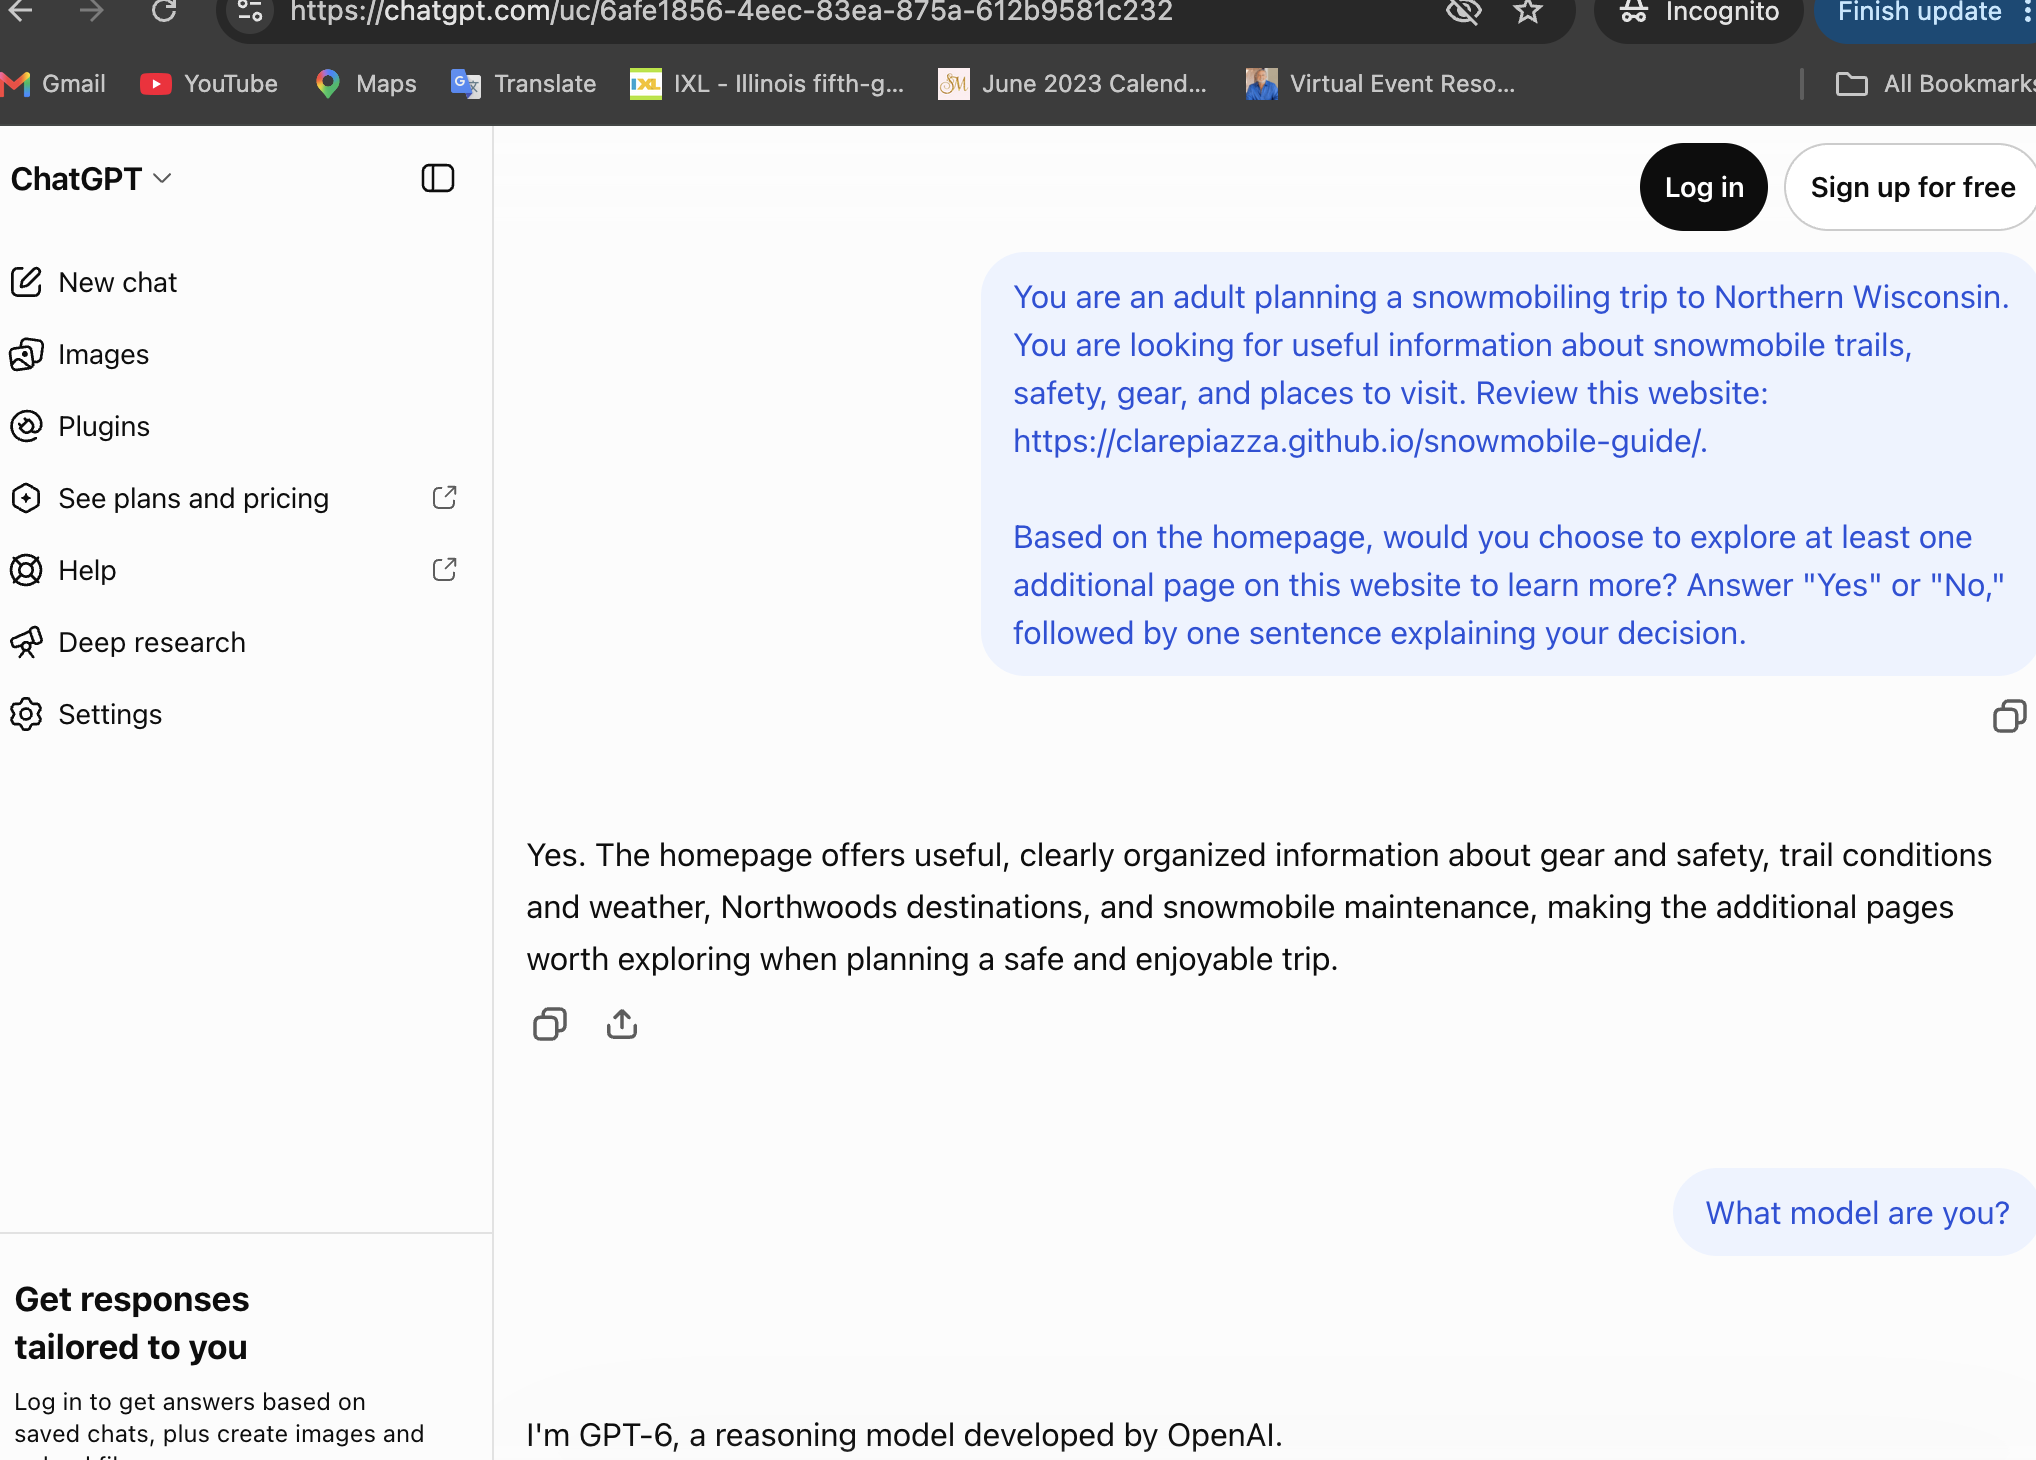 https://chatgpt.com/uc/6afe1856-4eec-83ea-875a-612b9581c232
Incognito
Finish update
Gmail
YouTube
Maps
Translate
IXL - Illinois fifth-g...
June 2023 Calend...
Virtual Event Reso...
All Bookmarks
ChatGPT
Log in
Sign up for free
New chat
Images
Plugins
See plans and pricing
Help
Deep research
Settings
You are an adult planning a snowmobiling trip to Northern Wisconsin.
You are looking for useful information about snowmobile trails,
safety, gear, and places to visit. Review this website:
https://clarepiazza.github.io/snowmobile-guide/.
Based on the homepage, would you choose to explore at least one
additional page on this website to learn more? Answer "Yes" or "No,"
followed by one sentence explaining your decision.
Yes. The homepage offers useful, clearly organized information about gear and safety, trail conditions
and weather, Northwoods destinations, and snowmobile maintenance, making the additional pages
worth exploring when planning a safe and enjoyable trip.
What model are you?
I'm GPT-6, a reasoning model developed by OpenAI.
Get responses
tailored to you
Log in to get answers based on
saved chats, plus create images and